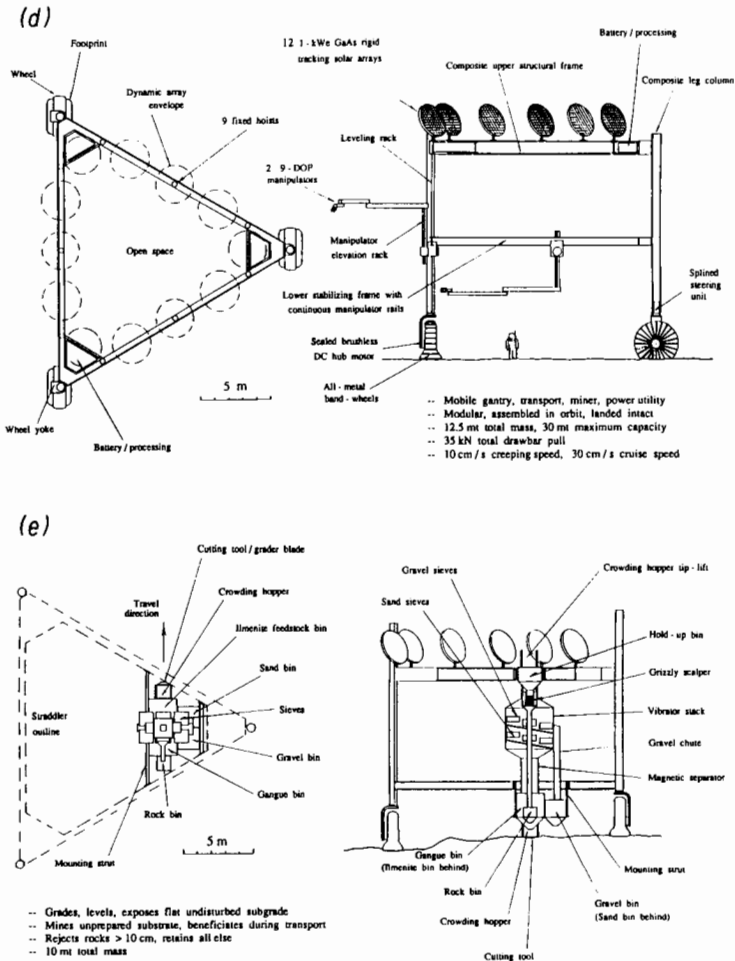 (d)
Footprint
Wheel
Dynamic array
envelope
9 fixed hoists
Open space
5 m
Wheel yoke
Battery / processing
12 1-kWe GaAs rigid
tracking solar arrays
Battery / processing
Composite leg column
Composite upper structural frame
Leveling rack
2 9-DOP
manipulators
Manipulator
elevation rack
Lower stabilizing frame with
continuous manipulator rails
Splined
steering
unit
Sealed brushless
DC hub motor
All-metal
band-wheels
-- Mobile gantry, transport, miner, power utility
-- Modular, assembled in orbit, landed intact
-- 12.5 mt total mass, 30 mt maximum capacity
-- 35 kN total drawbar pull
-- 10 cm / s creeping speed, 30 cm / s cruise speed
(e)
Cutting tool / grader blade
Crowding hopper
Travel
direction
Ilmenite feedstock bin
Sand bin
Sieves
Straddler
outline
Gravel bin
Gangue bin
Rock bin
5 m
Mounting strut
Gravel sieves
Crowding hopper tip-lift
Sand sieves
Hold-up bin
Grizzly scalper
Vibrator stack
Gravel chute
Magnetic separator
Gangue bin
(Ilmenite bin behind)
Mounting strut
Rock bin
Gravel bin
(Sand bin behind)
Crowding hopper
Cutting tool
-- Grades, levels, exposes flat undisturbed subgrade
-- Mines unprepared substrate, beneficiates during transport
-- Rejects rocks > 10 cm, retains all else
-- 10 mt total mass